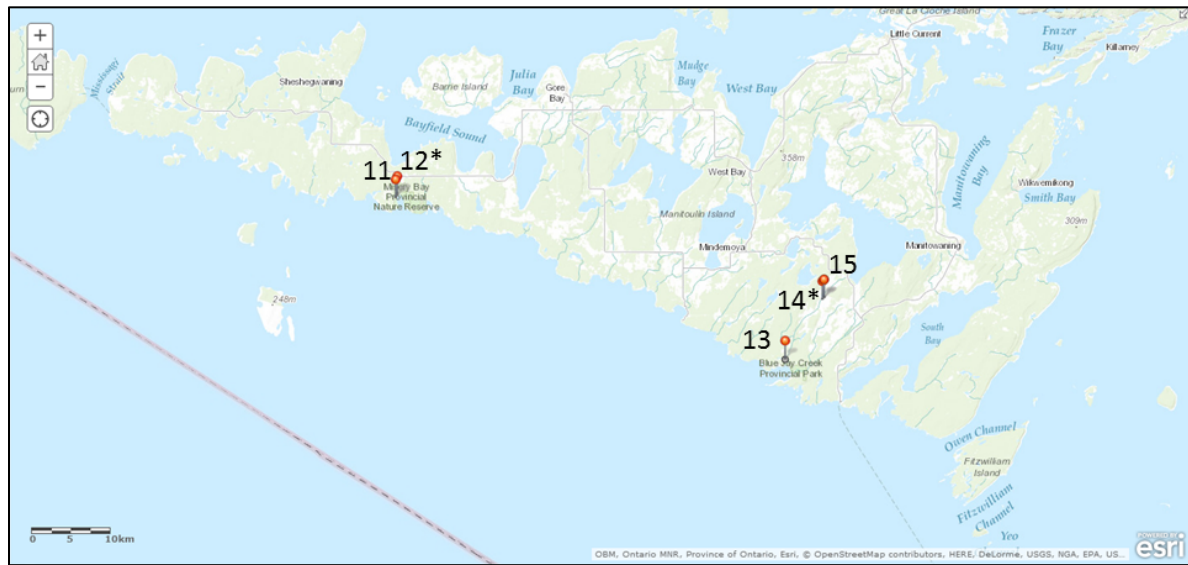 Great La Cloche Island
Little Current
Frazer
Bay
Killarney
+
−
Mississagi
Strait
Sheshegwaning
Barrie Island
Julia
Bay
Gore
Bay
Mudge
Bay
West Bay
Bayfield Sound
358m
Manitowaning
Bay
11
12*
Provincial
Nature Reserve
West Bay
Wikwemikong
Smith Bay
Manitoulin Island
309m
Mindemoya
Manitowaning
15
14*
248m
13
South
Bay
Blue Jay Creek
Provincial Park
Owen Channel
Fitzwilliam
Island
Fitzwilliam
Channel
Yeo
0 5 10km
OBM, Ontario MNR, Province of Ontario, Esri, © OpenStreetMap contributors, HERE, DeLorme, USGS, NGA, EPA, US...
POWERED BY
esri